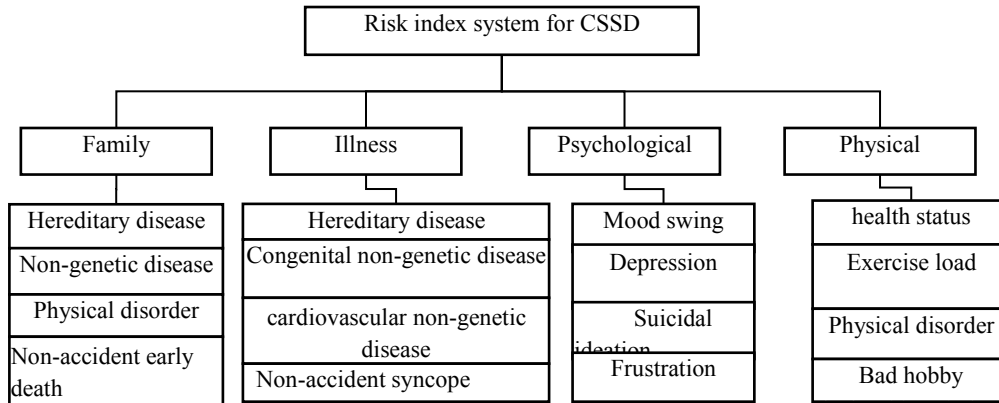 Risk index system for CSSD
Family
Illness
Psychological
Physical
Hereditary disease
Non-genetic disease
Physical disorder
Non-accident early
death
Hereditary disease
Congenital non-genetic disease
cardiovascular non-genetic
disease
Non-accident syncope
Mood swing
Depression
Suicidal
ideation
Frustration
health status
Exercise load
Physical disorder
Bad hobby